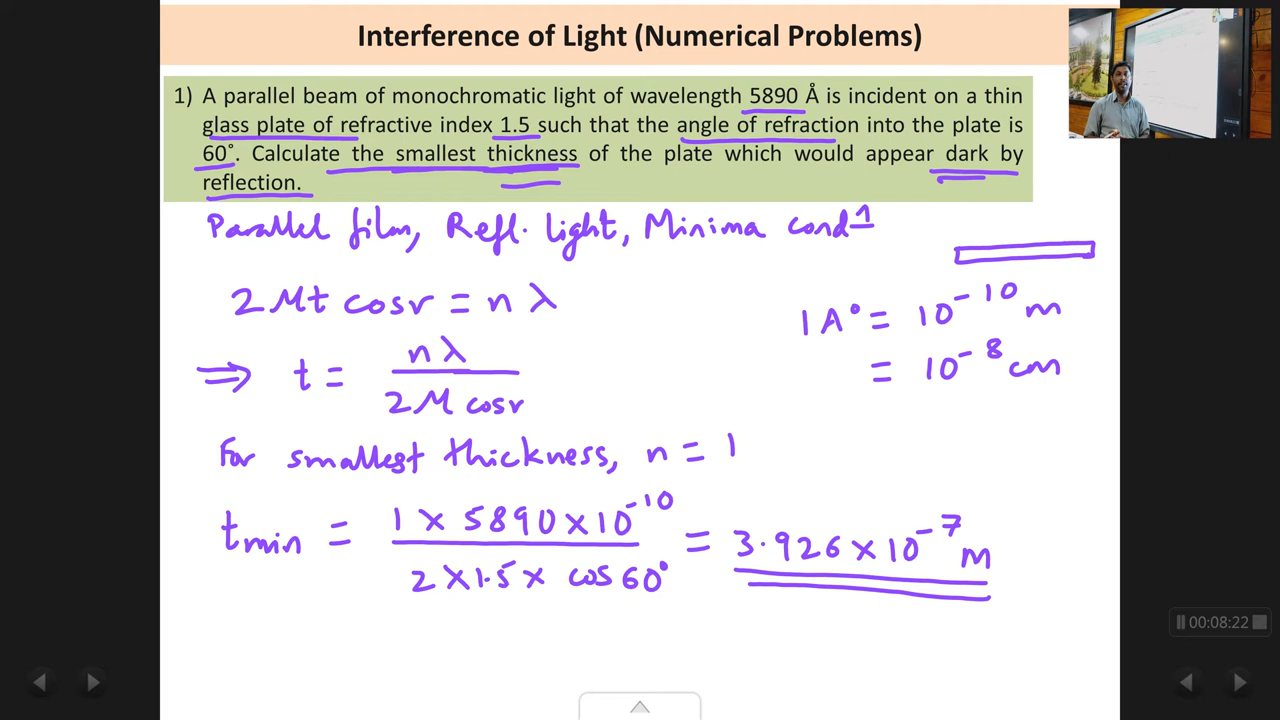 Interference of Light (Numerical Problems)
1) A parallel beam of monochromatic light of wavelength 5890 Å is incident on a thin
glass plate of refractive index 1.5 such that the angle of refraction into the plate is
60°. Calculate the smallest thickness of the plate which would appear dark by
reflection.
Parallel film, Refl. light, Minima condn
2μt cosr = nλ
1A° = 10⁻¹⁰ m
= 10⁻⁸ cm
⇒ t = nλ / 2μ cosr
For smallest thickness, n = 1
tmin = 1 × 5890 × 10⁻¹⁰ / 2 × 1.5 × cos 60° = 3.926 × 10⁻⁷ m
00:08:22